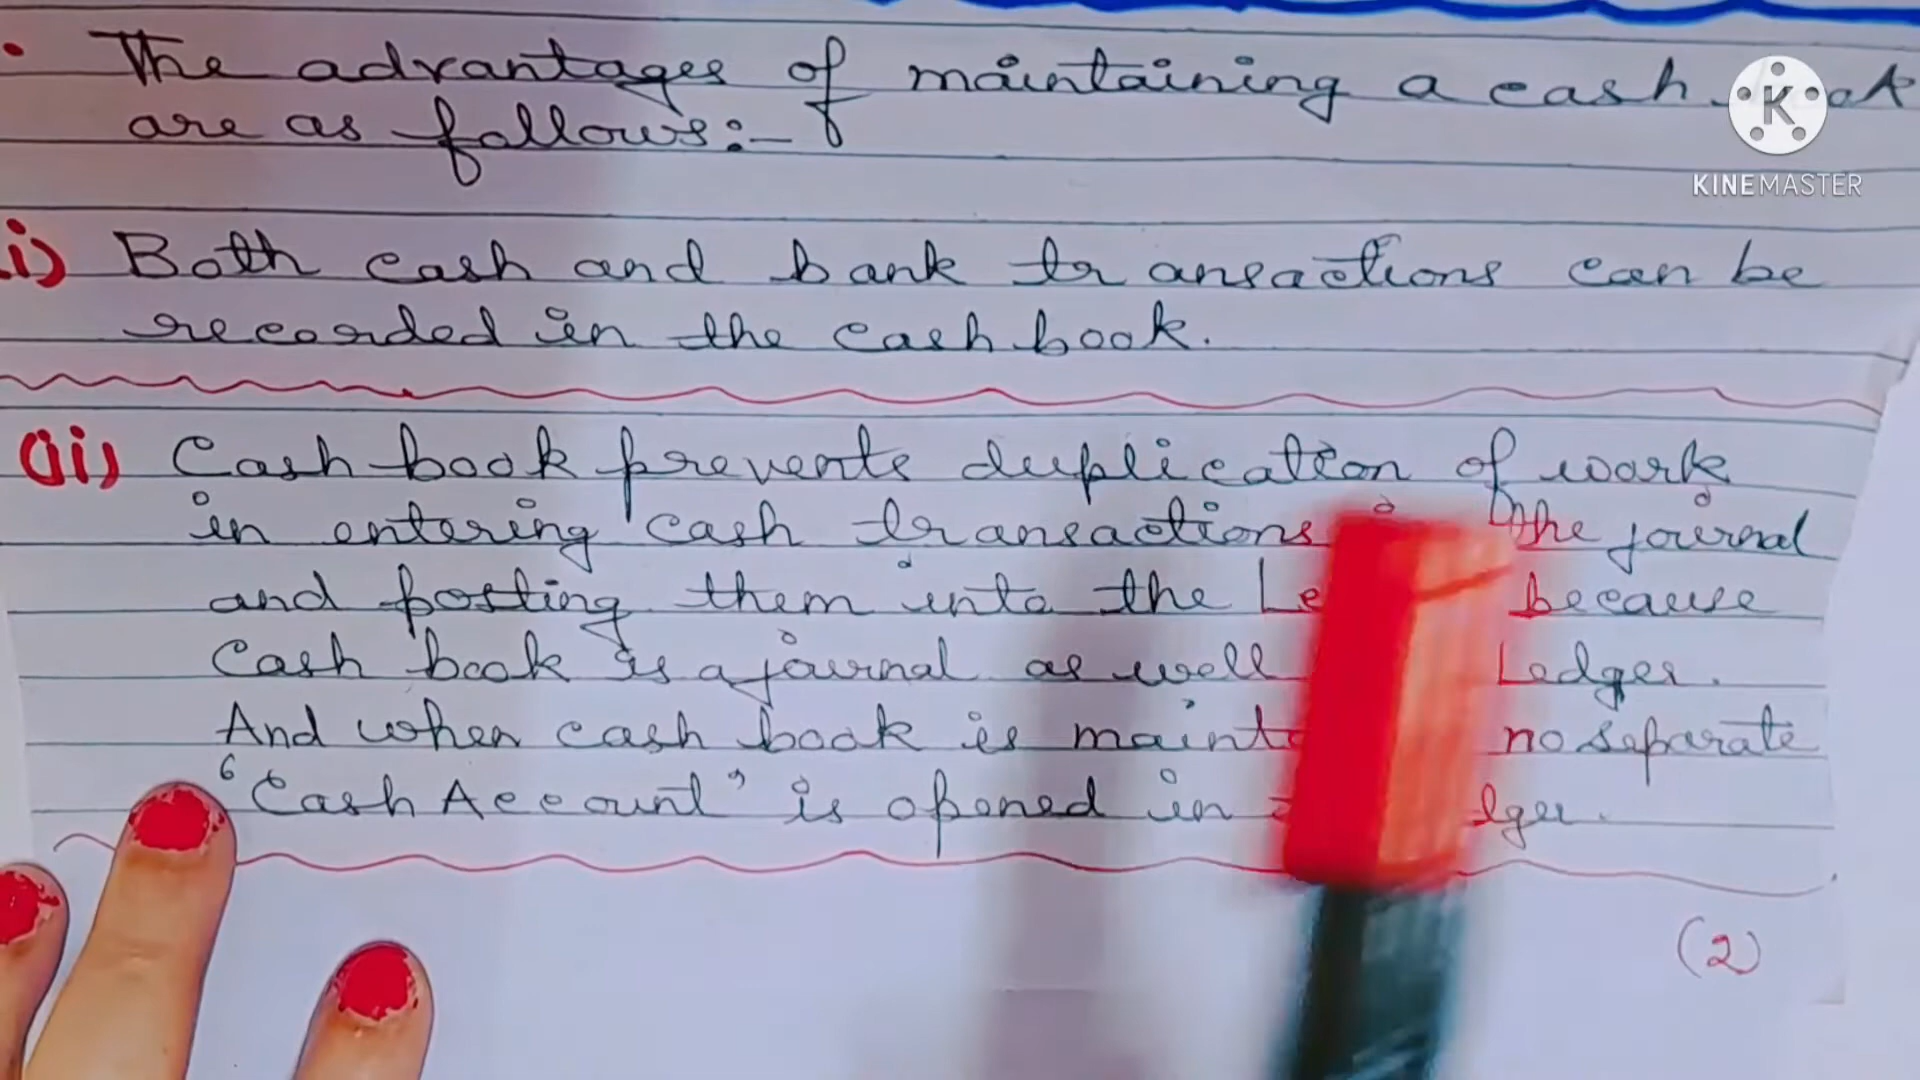 The advantages of maintaining a cash
are as follows:-
i) Both cash and bank transactions can be
recorded in the cash book.
(ii) Cash book prevents duplication of work
in entering cash transactions the journal
and posting them into the because
Cash book is a journal as well Ledger.
And when cash book is no separate
"Cash Account" is opened in
(2)
K
KINEMASTER